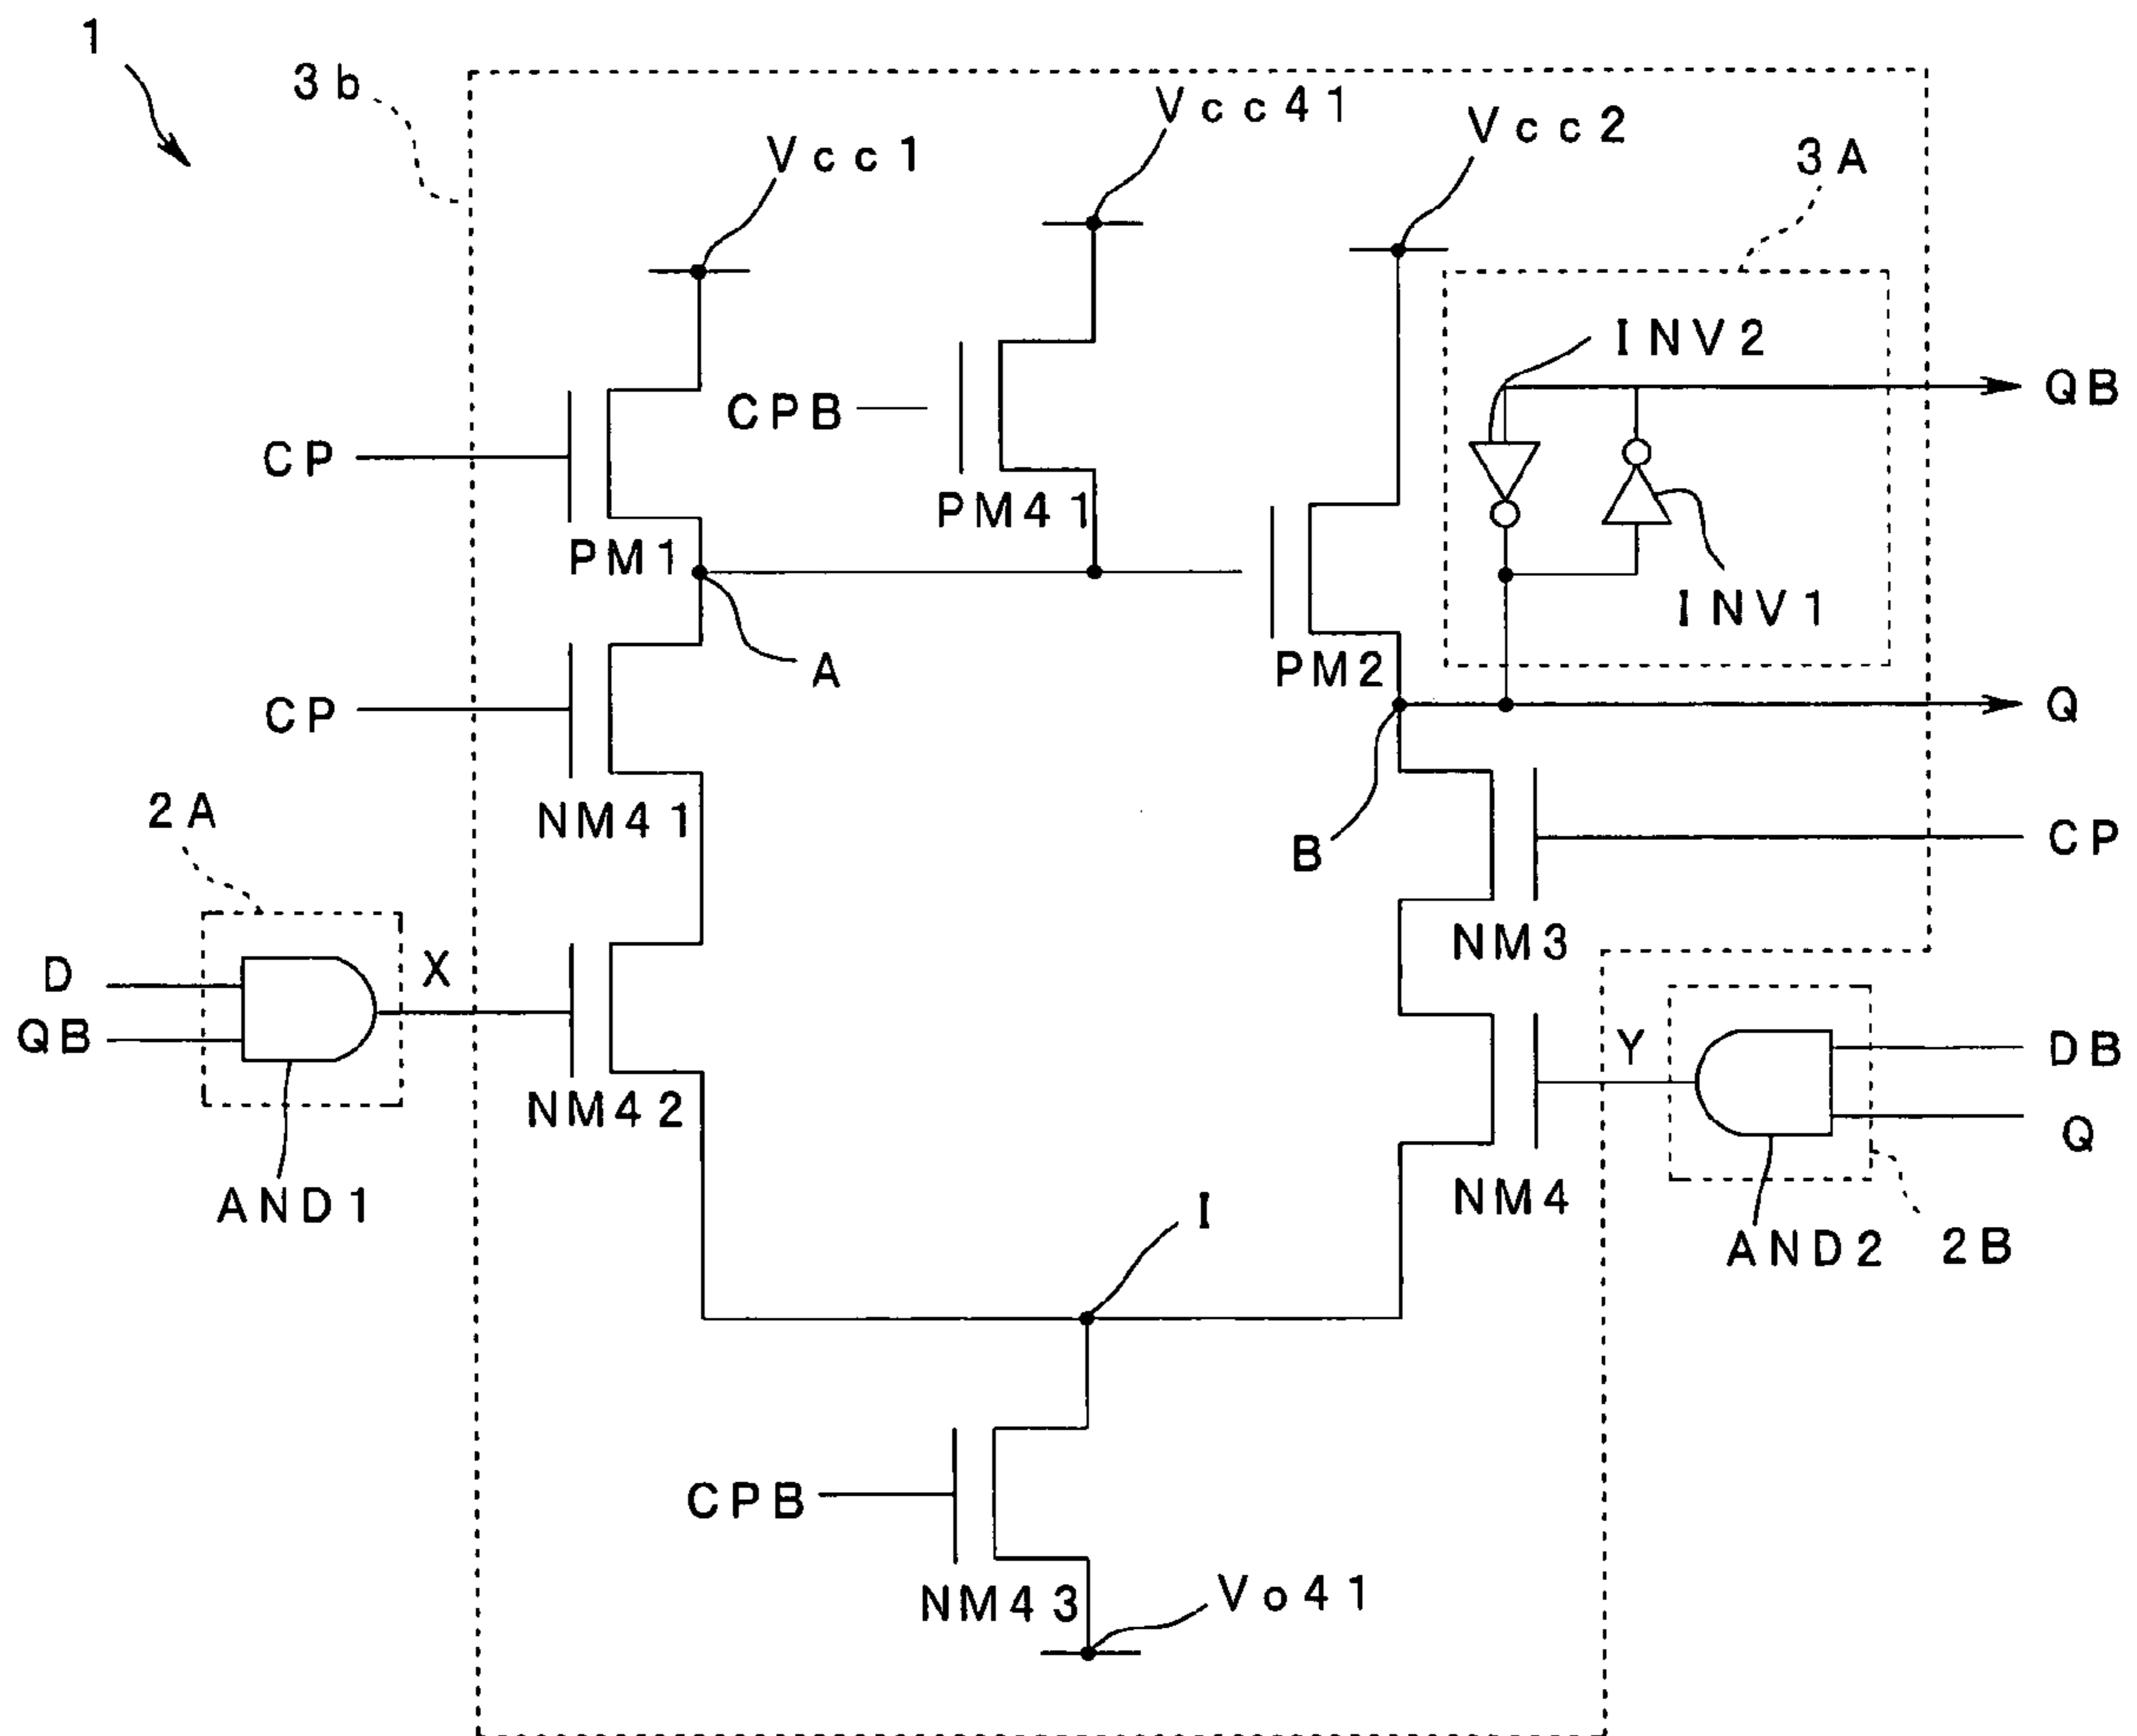 1
3b
Vcc1
Vcc41
Vcc2
3A
INV2
QB
CPB
CP
PM41
PM1
INV1
A
PM2
CP
Q
NM41
2A
B
CP
NM3
D
X
QB
Y
DB
NM42
Q
AND1
I
NM4
AND2
2B
CPB
NM43
Vo41